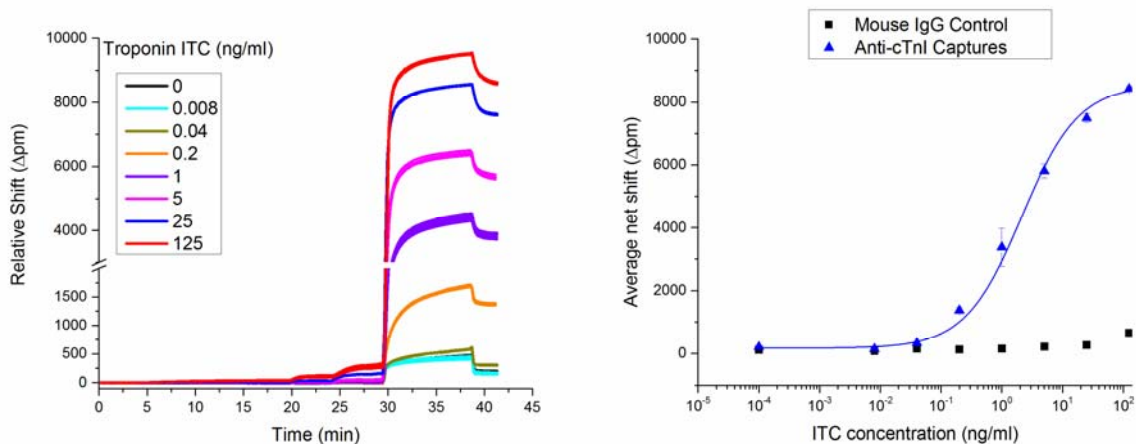 Troponin ITC (ng/ml)
0
0.008
0.04
0.2
1
5
25
125
10000
8000
6000
4000
1500
1000
500
0
Relative Shift (Δpm)
0 5 10 15 20 25 30 35 40 45
Time (min)
Mouse IgG Control
Anti-cTnI Captures
10000
8000
6000
4000
2000
0
Average net shift (Δpm)
10⁻⁵ 10⁻⁴ 10⁻³ 10⁻² 10⁻¹ 10⁰ 10¹ 10²
ITC concentration (ng/ml)